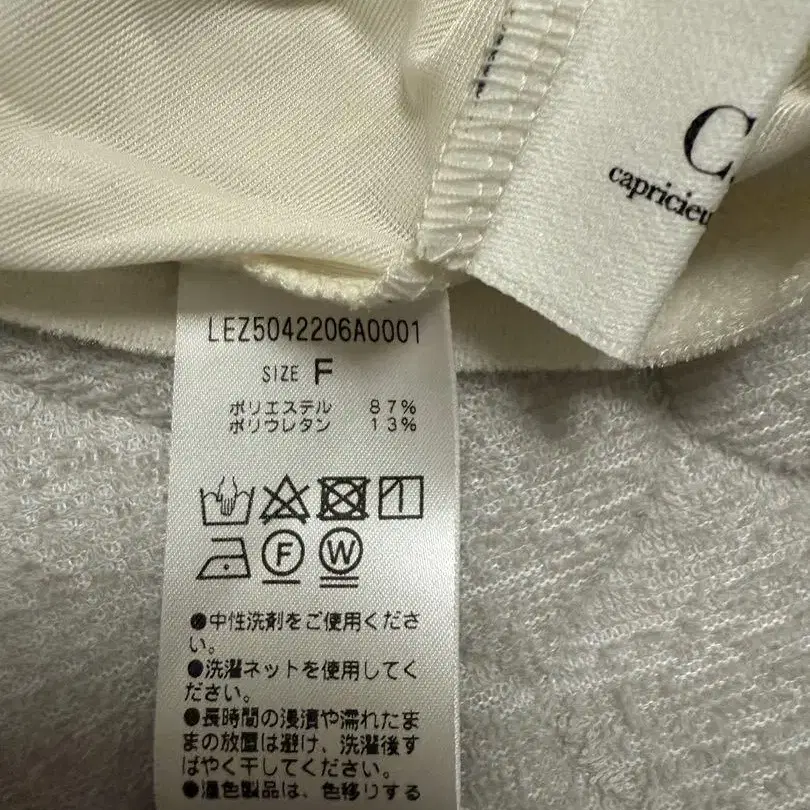 C.
capricieu
LEZ5042206A0001
SIZE F
ポリエステル 87%
ポリウレタン 13%
F W
●中性洗剤をご使用くださ
い。
●洗濯ネットを使用してく
ださい。
●長時間の浸漬や濡れたま
まの放置は避け、洗濯後す
ばやく干してください。
●濃色製品は、色移りする